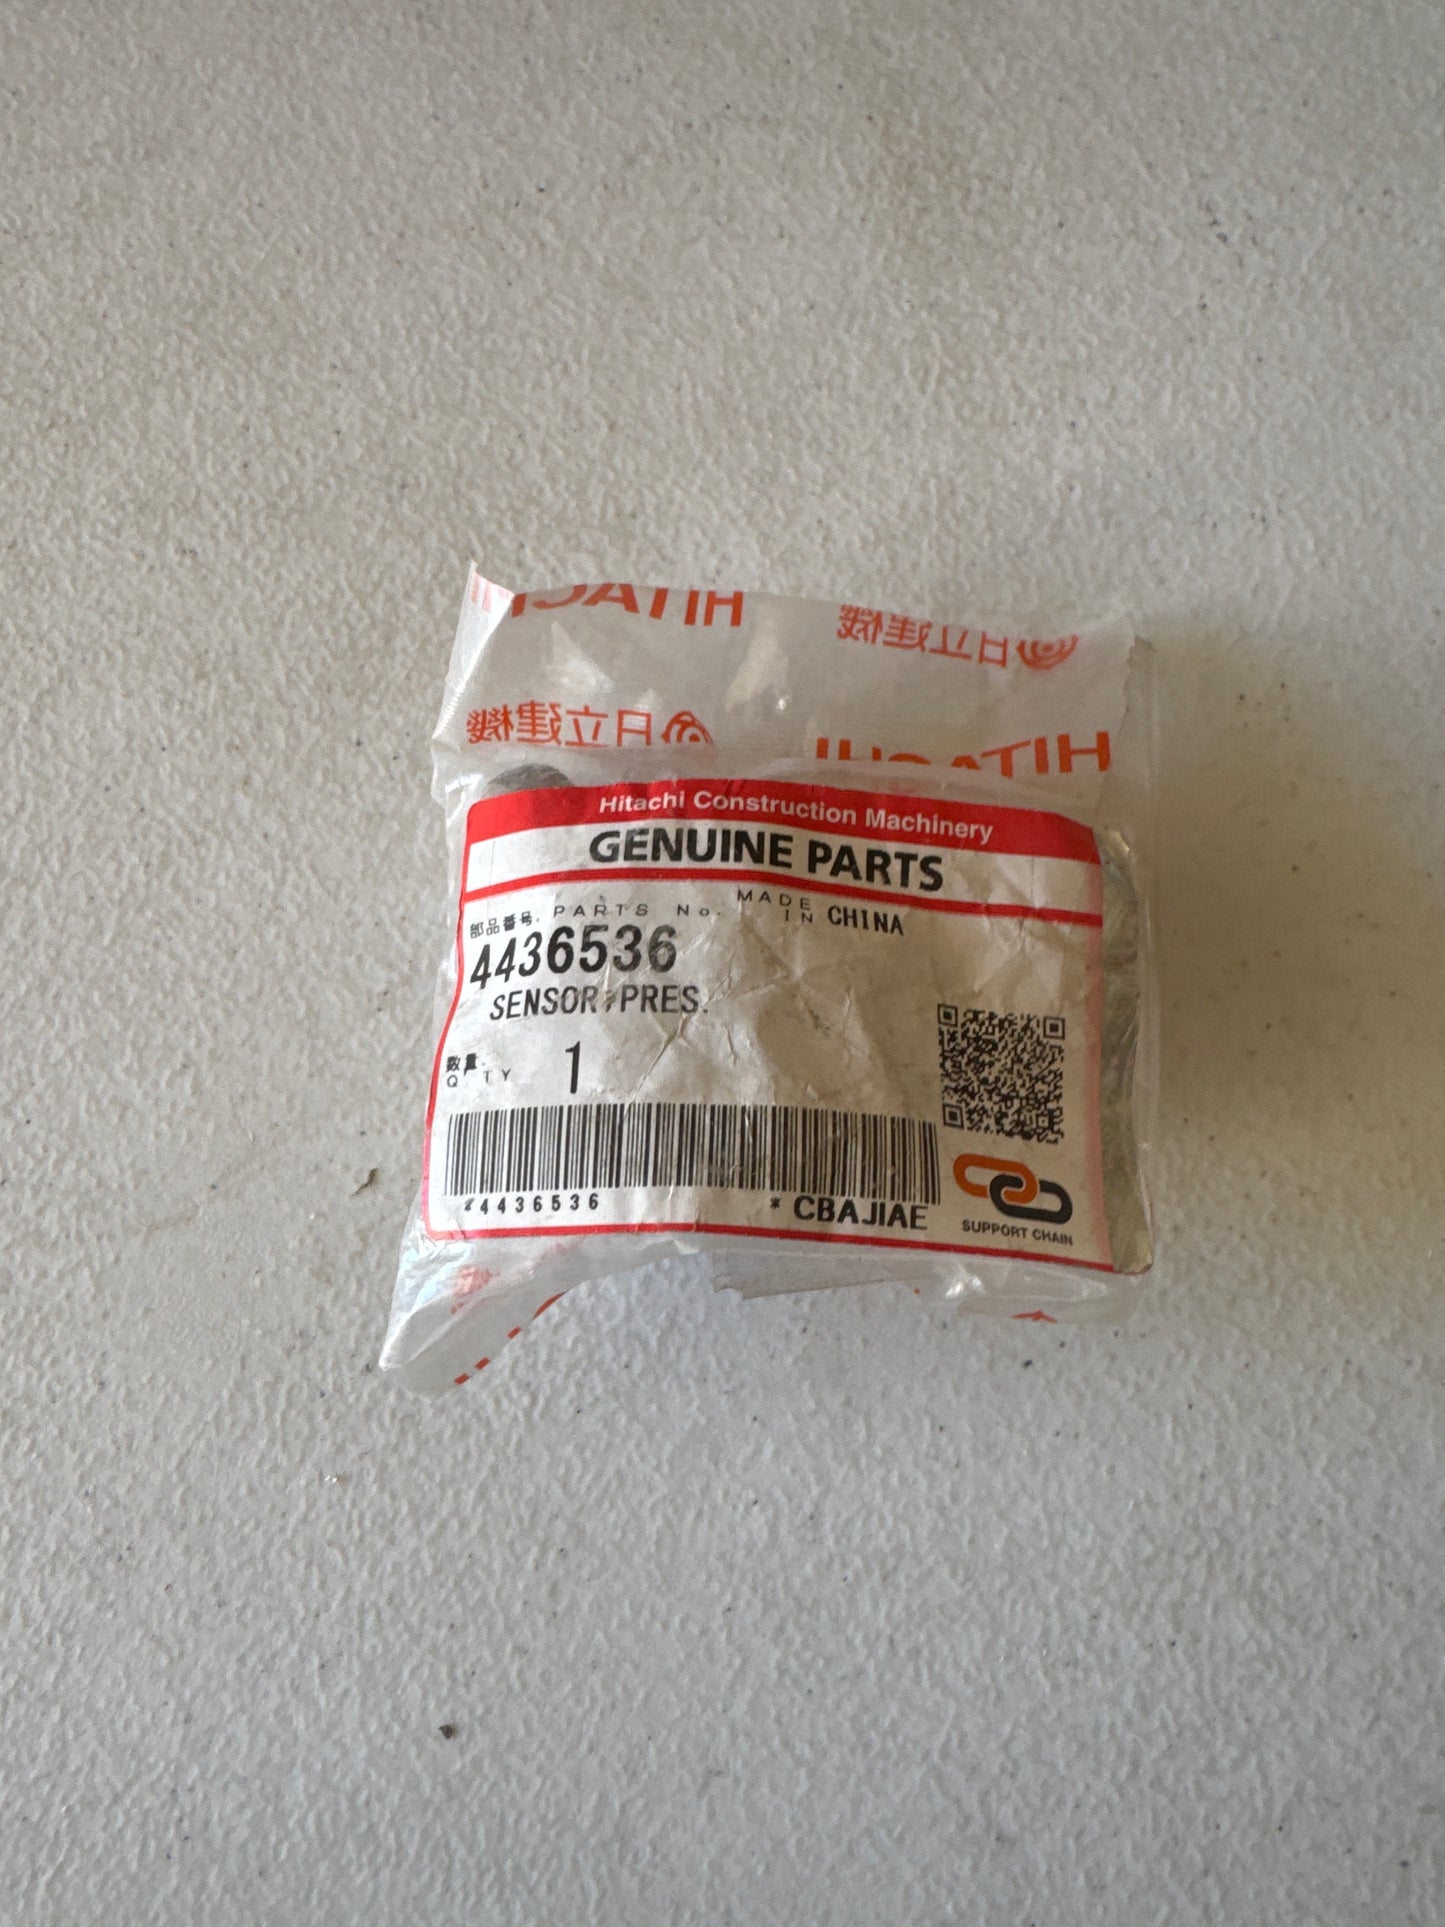 HITACHI
日立建機
日立建機
HITACHI
Hitachi Construction Machinery
GENUINE PARTS
部品番号. PARTS No. MADE IN CHINA
4436536
SENSOR;PRES.
数量.
Q'TY 1
*4436536 * CBAJIAE
SUPPORT CHAIN